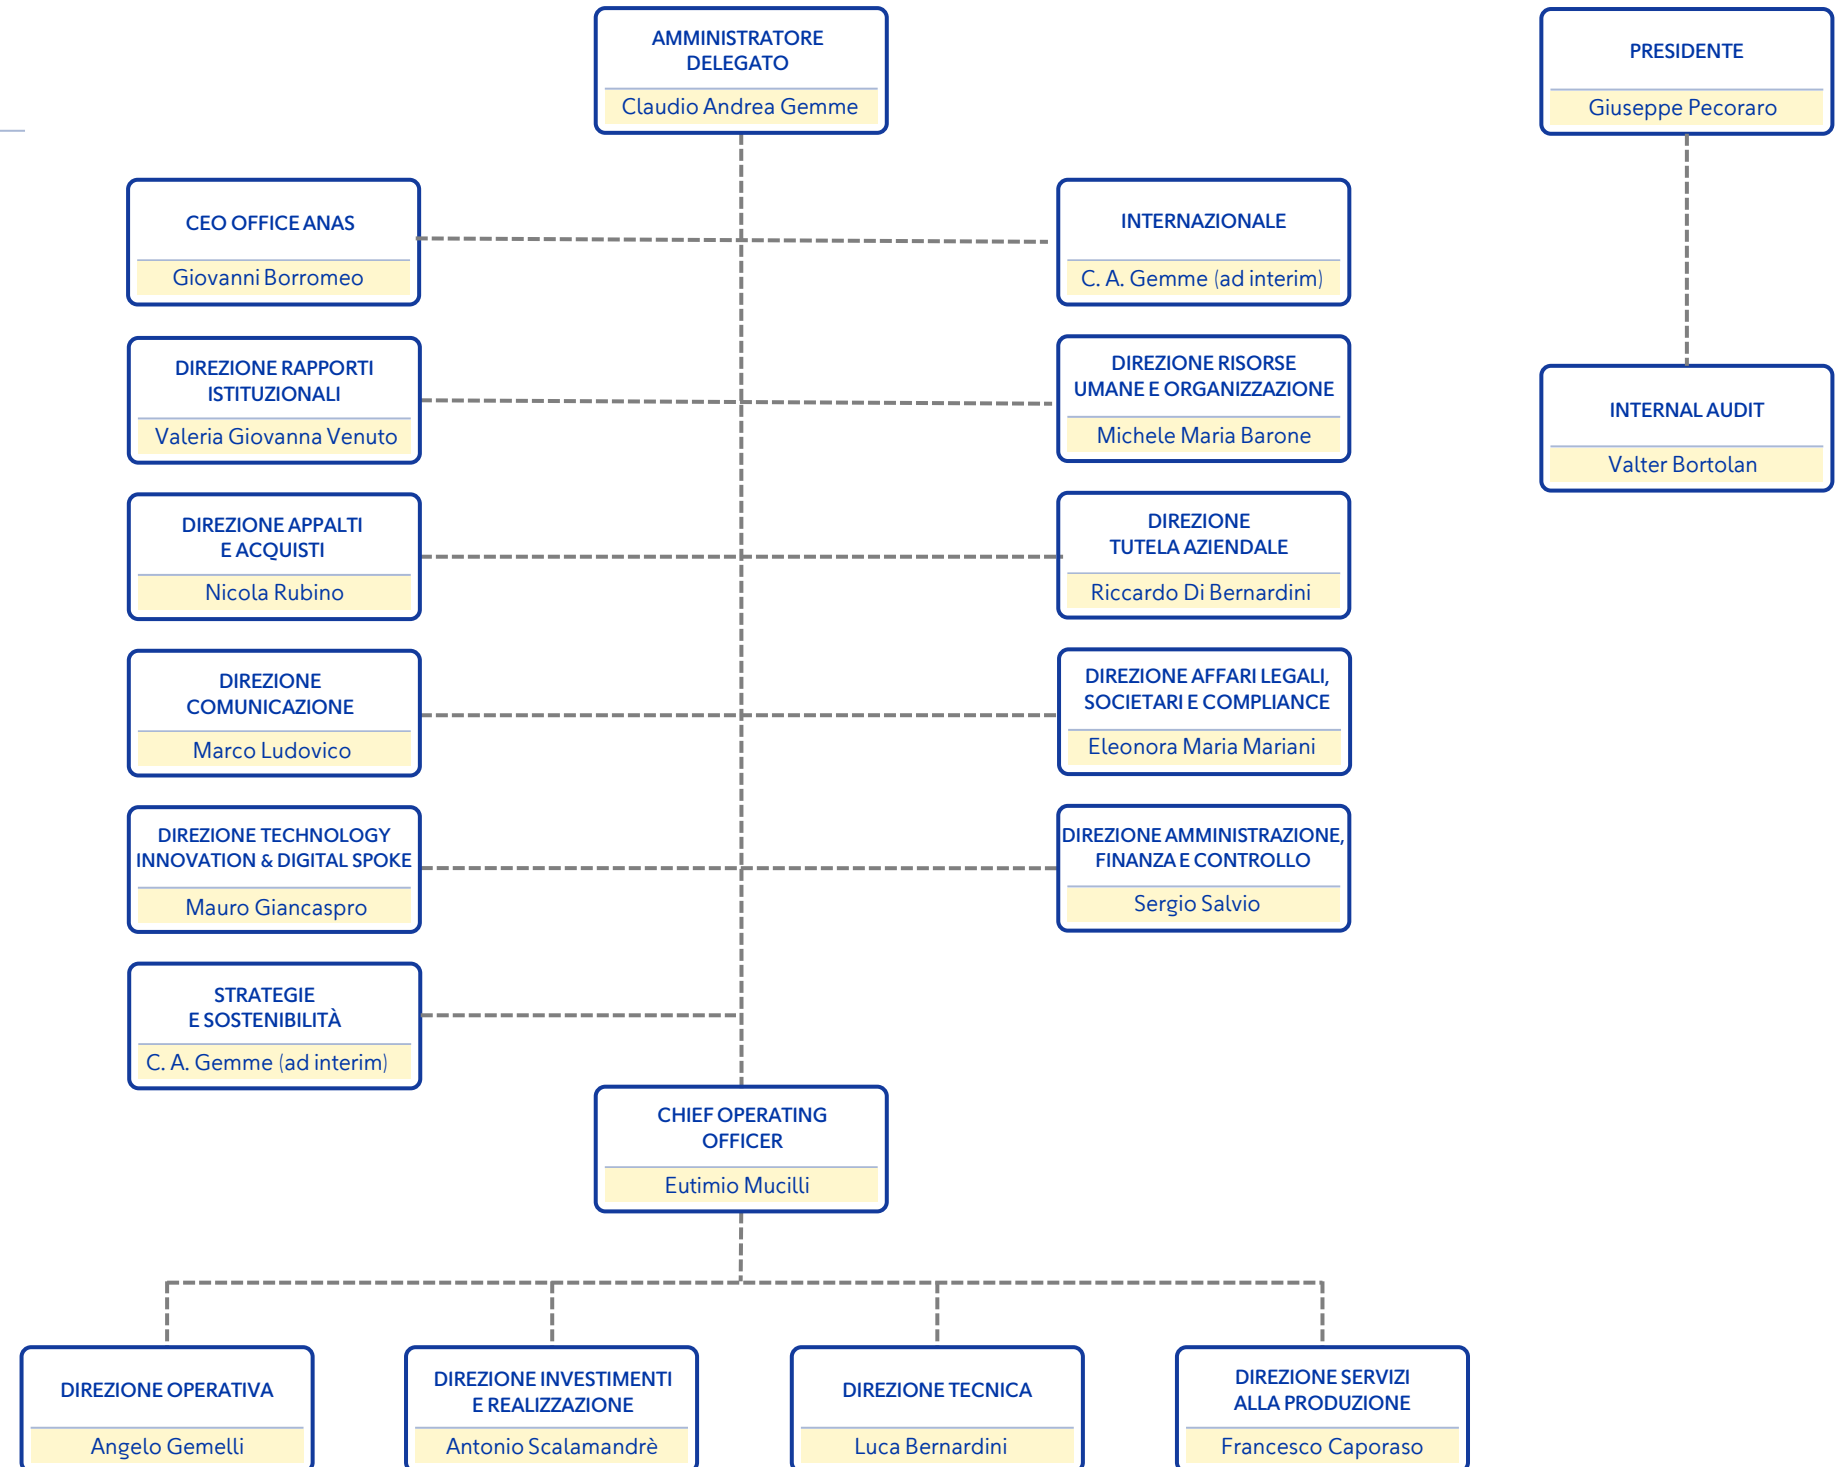 AMMINISTRATORE
DELEGATO
Claudio Andrea Gemme
PRESIDENTE
Giuseppe Pecoraro
CEO OFFICE ANAS
Giovanni Borromeo
INTERNAZIONALE
C. A. Gemme (ad interim)
DIREZIONE RAPPORTI
ISTITUZIONALI
Valeria Giovanna Venuto
DIREZIONE RISORSE
UMANE E ORGANIZZAZIONE
Michele Maria Barone
INTERNAL AUDIT
Valter Bortolan
DIREZIONE APPALTI
E ACQUISTI
Nicola Rubino
DIREZIONE
TUTELA AZIENDALE
Riccardo Di Bernardini
DIREZIONE
COMUNICAZIONE
Marco Ludovico
DIREZIONE AFFARI LEGALI,
SOCIETARI E COMPLIANCE
Eleonora Maria Mariani
DIREZIONE TECHNOLOGY
INNOVATION & DIGITAL SPOKE
Mauro Giancaspro
DIREZIONE AMMINISTRAZIONE,
FINANZA E CONTROLLO
Sergio Salvio
STRATEGIE
E SOSTENIBILITÀ
C. A. Gemme (ad interim)
CHIEF OPERATING
OFFICER
Eutimio Mucilli
DIREZIONE OPERATIVA
Angelo Gemelli
DIREZIONE INVESTIMENTI
E REALIZZAZIONE
Antonio Scalamandrè
DIREZIONE TECNICA
Luca Bernardini
DIREZIONE SERVIZI
ALLA PRODUZIONE
Francesco Caporaso